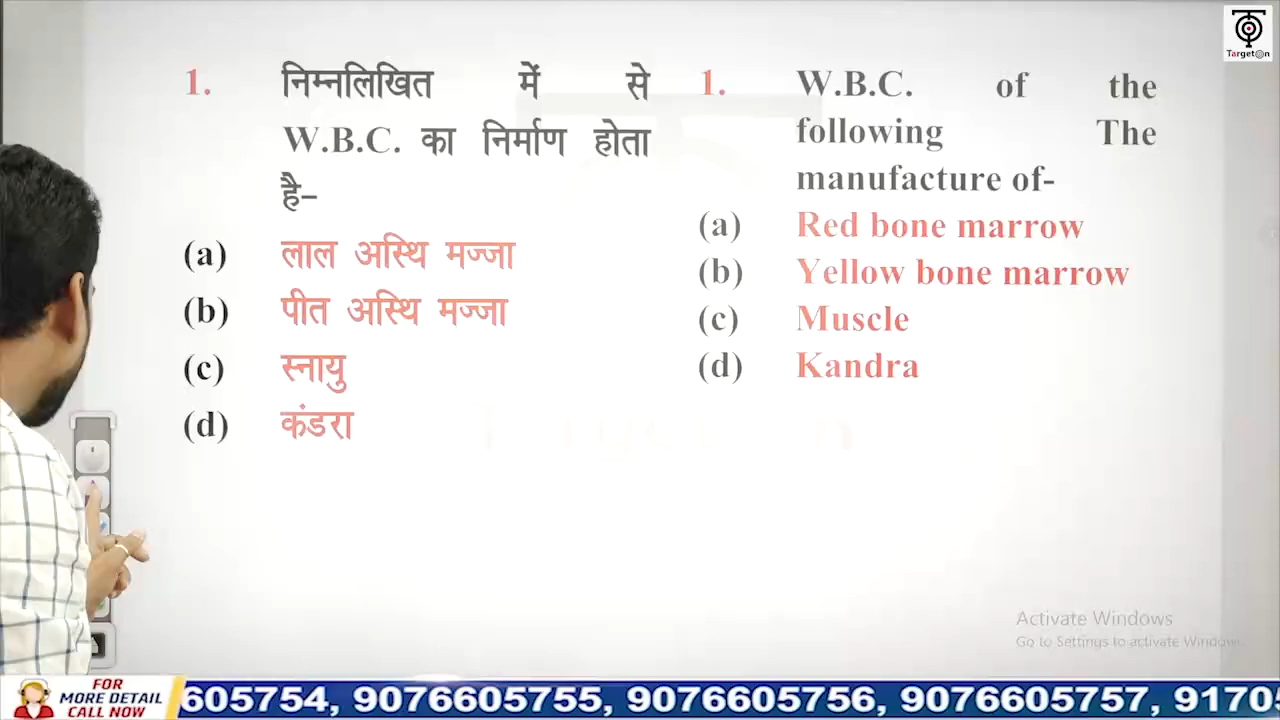 Target●n
1. निम्नलिखित में से
W.B.C. का निर्माण होता
है–
(a) लाल अस्थि मज्जा
(b) पीत अस्थि मज्जा
(c) स्नायु
(d) कंडरा
1. W.B.C. of the
following The
manufacture of-
(a) Red bone marrow
(b) Yellow bone marrow
(c) Muscle
(d) Kandra
Activate Windows
Go to Settings to activate Windows
FOR
MORE DETAIL
CALL NOW
605754, 9076605755, 9076605756, 9076605757, 91705